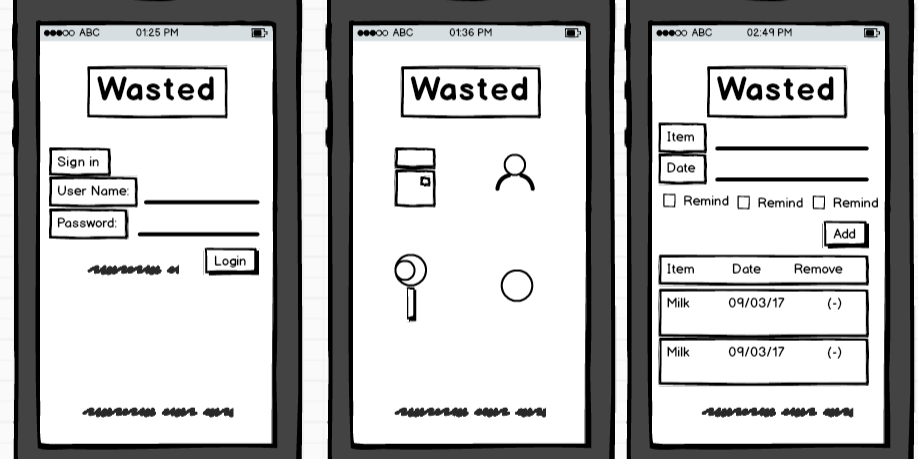 ABC 01:25 PM
Wasted
Sign in
User Name:
Password:
Login
ABC 01:36 PM
Wasted
ABC 02:49 PM
Wasted
Item
Date
Remind Remind Remind
Add
Item Date Remove
Milk 09/03/17 (-)
Milk 09/03/17 (-)